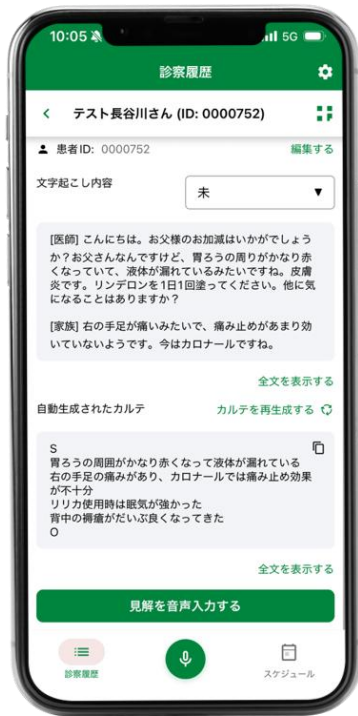 10:05
5G
診察履歴
テスト長谷川さん (ID: 0000752)
患者ID: 0000752
編集する
文字起こし内容
未
[医師] こんにちは。お父様のお加減はいかがでしょう
か？お父さんなんですけど、胃ろうの周りがかなり赤
くなっていて、液体が漏れているみたいですね。皮膚
炎です。リンデロンを1日1回塗ってください。他に気
になることはありますか？
[家族] 右の手足が痛いみたいで、痛み止めがあまり効
いていないようです。今はカロナールですね。
全文を表示する
自動生成されたカルテ
カルテを再生成する
S
胃ろうの周囲がかなり赤くなって液体が漏れている
右の手足の痛みがあり、カロナールでは痛み止め効果
が不十分
リリカ使用時は眠気が強かった
背中の褥瘡がだいぶ良くなってきた
O
全文を表示する
見解を音声入力する
診察履歴
スケジュール